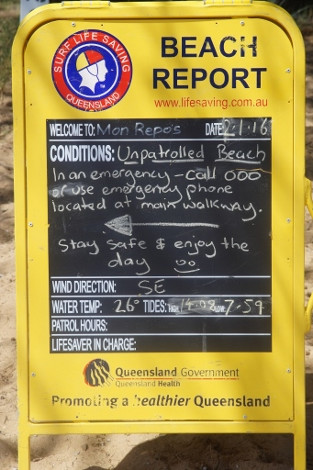 SURF LIFE SAVING
QUEENSLAND
BEACH
REPORT
www.lifesaving.com.au
WELCOME TO: Mon Repo's DATE 2/1/16
CONDITIONS: Unpatrolled Beach
In an emergency - call 000
or use emergency phone
located at main walkway.
Stay safe & enjoy the
day
WIND DIRECTION: SE
WATER TEMP: 26° TIDES: HIGH 14:08 LOW 7:59
PATROL HOURS:
LIFESAVER IN CHARGE:
Queensland Government
Queensland Health
Promoting a healthier Queensland